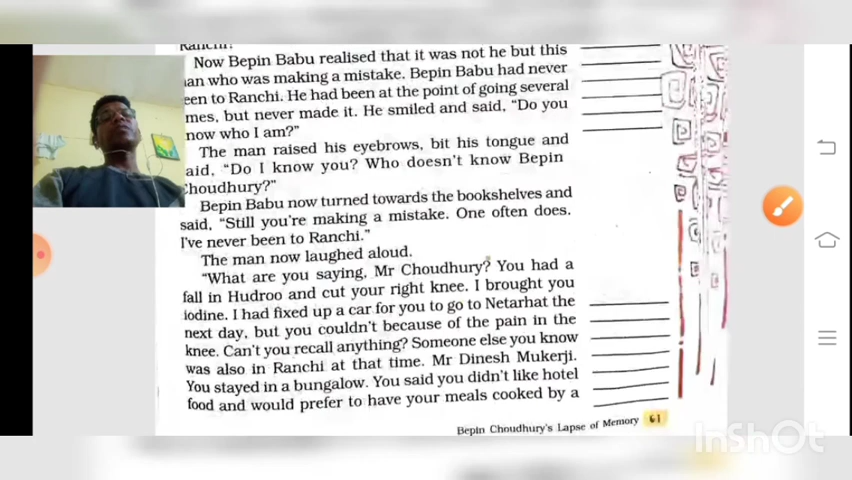 Ranchi?
Now Bepin Babu realised that it was not he but this
an who was making a mistake. Bepin Babu had never
een to Ranchi. He had been at the point of going several
mes, but never made it. He smiled and said, “Do you
now who I am?”
The man raised his eyebrows, bit his tongue and
aid, “Do I know you? Who doesn't know Bepin
Choudhury?”
Bepin Babu now turned towards the bookshelves and
said, “Still you're making a mistake. One often does.
I've never been to Ranchi.”
The man now laughed aloud.
“What are you saying, Mr Choudhury? You had a
fall in Hudroo and cut your right knee. I brought you
iodine. I had fixed up a car for you to go to Netarhat the
next day, but you couldn't because of the pain in the
knee. Can't you recall anything? Someone else you know
was also in Ranchi at that time. Mr Dinesh Mukerji.
You stayed in a bungalow. You said you didn't like hotel
food and would prefer to have your meals cooked by a
Bepin Choudhury's Lapse of Memory 61
InShOt